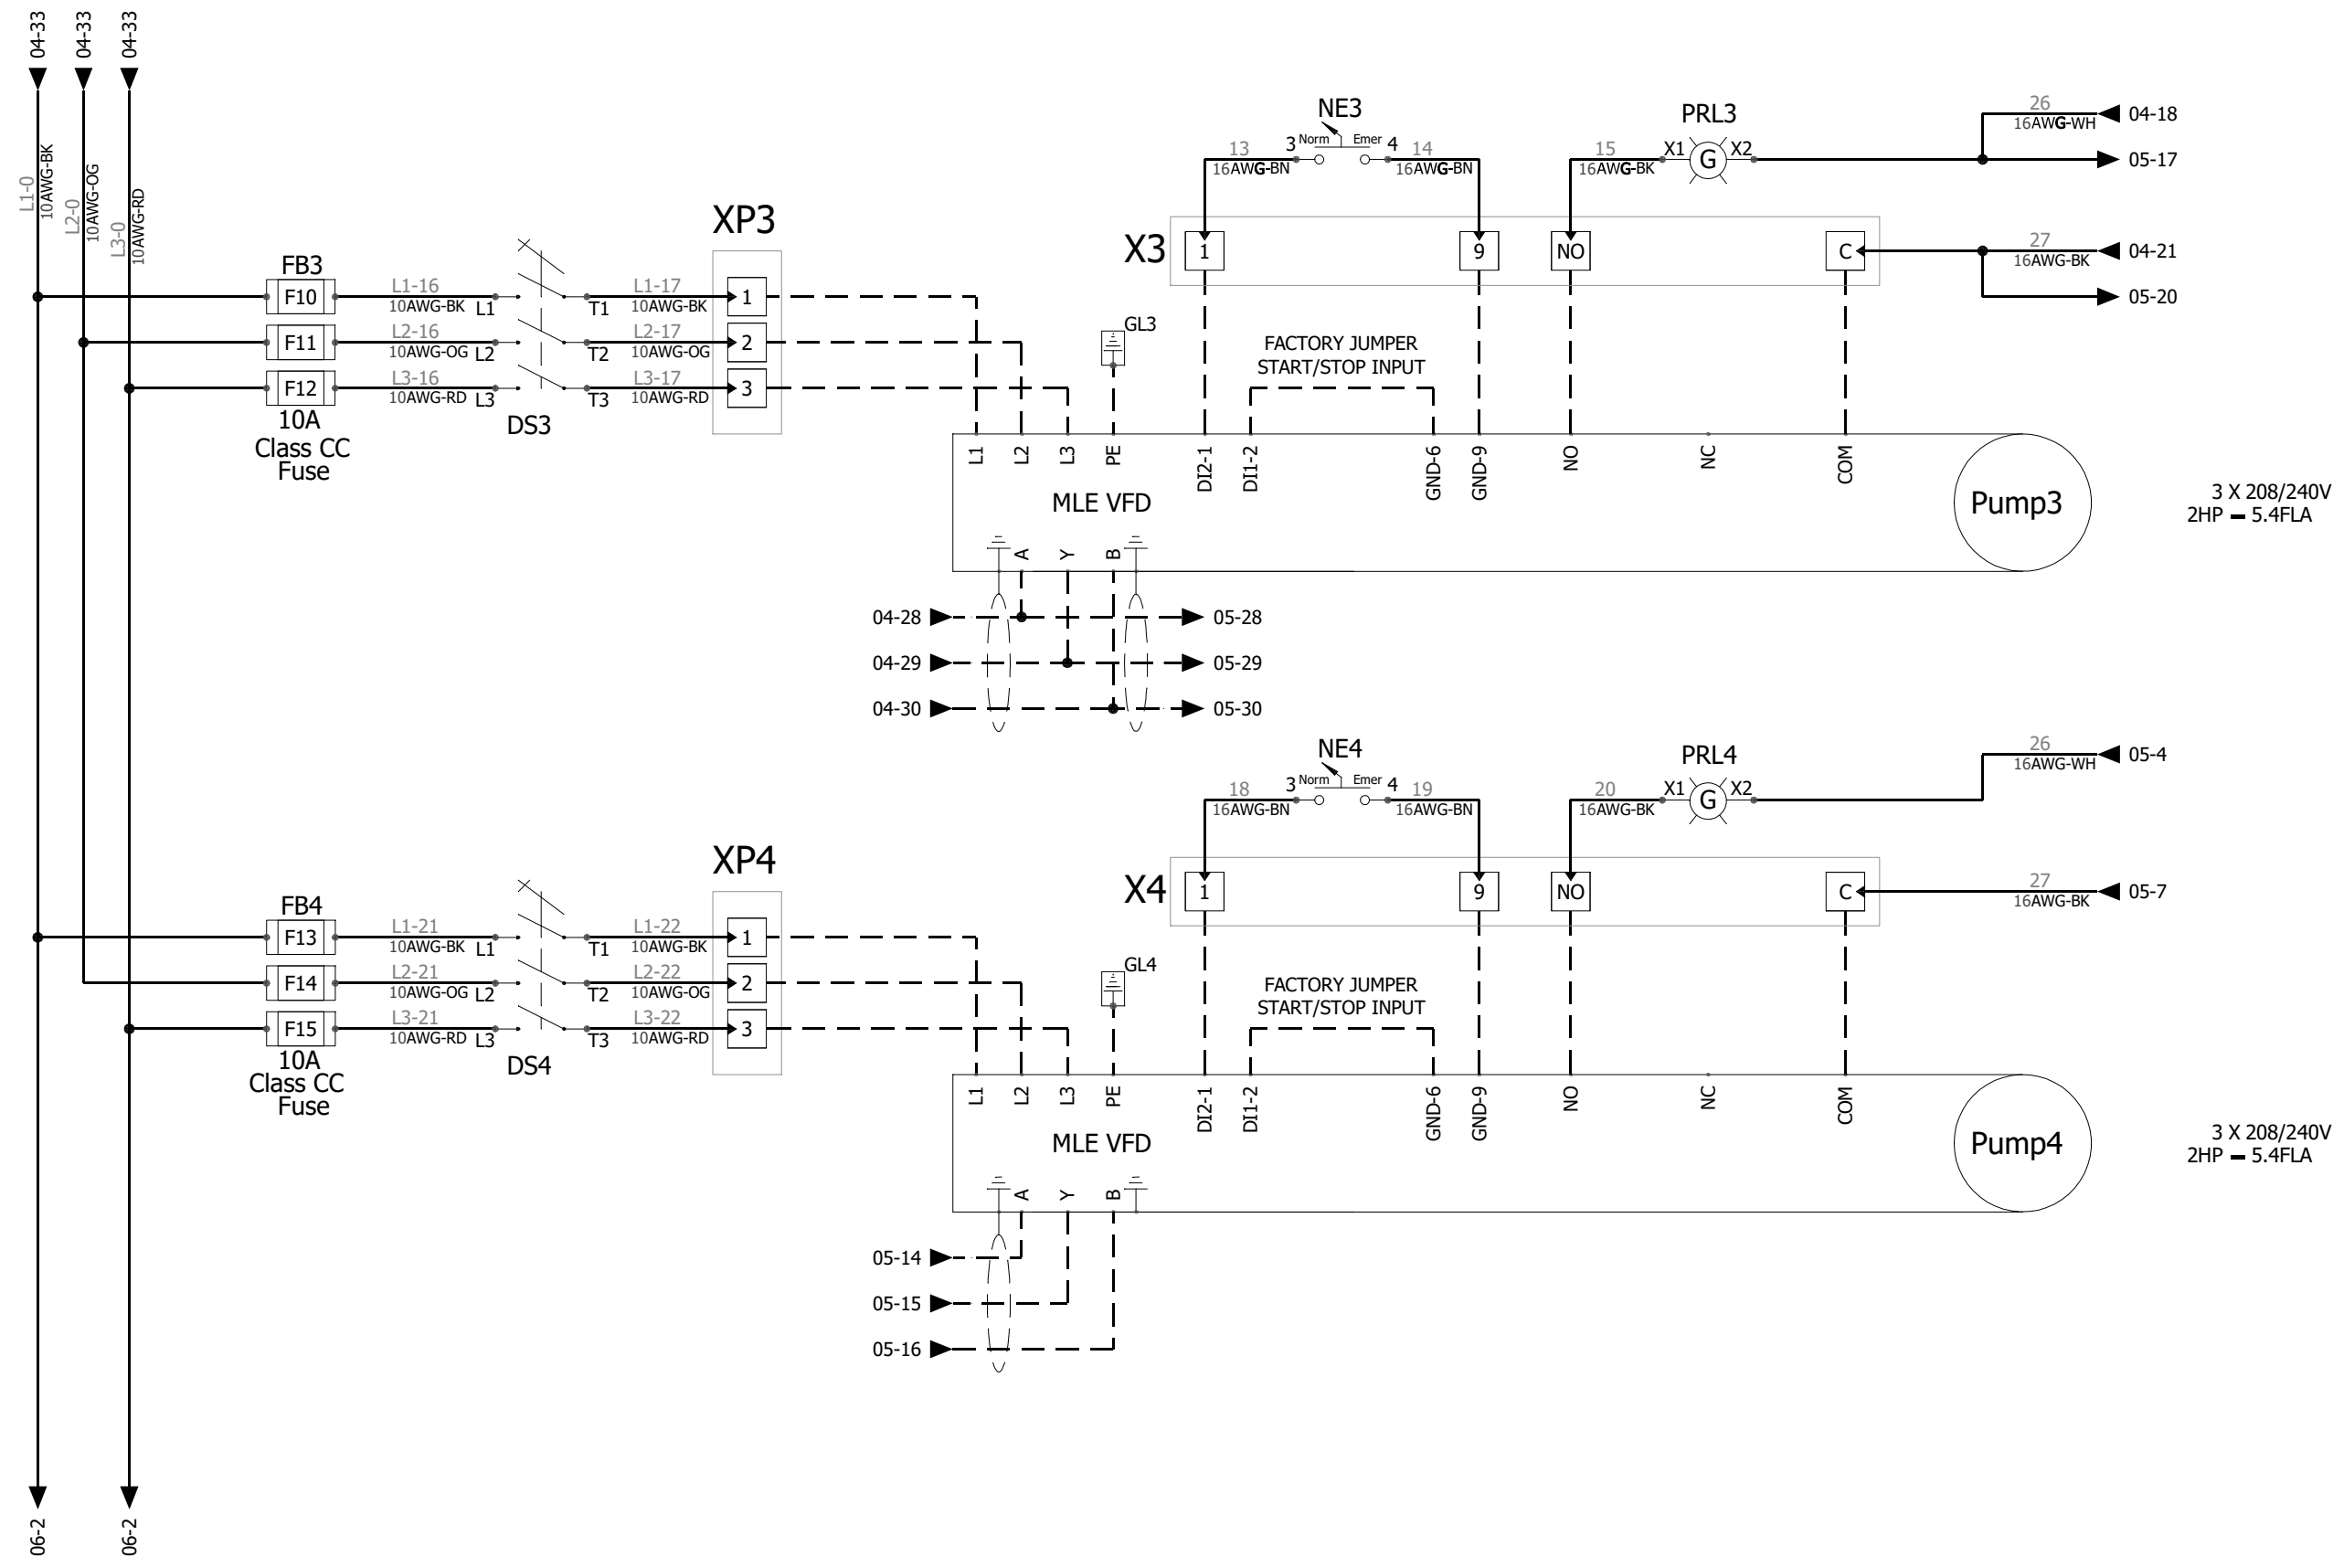 04-33
04-33
04-33
L1-0
10AWG-BK
L2-0
10AWG-OG
L3-0
10AWG-RD
NE3
PRL3
26
16AWG-WH
04-18
13
16AWG-BN
3
Norm
Emer
4
14
16AWG-BN
15
16AWG-BK
X1
G
X2
05-17
XP3
X3
1
9
NO
C
27
16AWG-BK
04-21
05-20
FB3
F10
L1-16
10AWG-BK
L1
T1
L1-17
10AWG-BK
1
F11
L2-16
10AWG-OG
L2
T2
L2-17
10AWG-OG
2
F12
L3-16
10AWG-RD
L3
T3
L3-17
10AWG-RD
3
10A
Class CC
Fuse
DS3
GL3
FACTORY JUMPER
START/STOP INPUT
L1
L2
L3
PE
DI2-1
DI1-2
GND-6
GND-9
NO
NC
COM
MLE VFD
Pump3
3 X 208/240V
2HP - 5.4FLA
A
Y
B
04-28
05-28
04-29
05-29
04-30
05-30
NE4
PRL4
26
16AWG-WH
05-4
18
16AWG-BN
3
Norm
Emer
4
19
16AWG-BN
20
16AWG-BK
X1
G
X2
XP4
X4
1
9
NO
C
27
16AWG-BK
05-7
FB4
F13
L1-21
10AWG-BK
L1
T1
L1-22
10AWG-BK
1
F14
L2-21
10AWG-OG
L2
T2
L2-22
10AWG-OG
2
F15
L3-21
10AWG-RD
L3
T3
L3-22
10AWG-RD
3
10A
Class CC
Fuse
DS4
GL4
FACTORY JUMPER
START/STOP INPUT
L1
L2
L3
PE
DI2-1
DI1-2
GND-6
GND-9
NO
NC
COM
MLE VFD
Pump4
3 X 208/240V
2HP - 5.4FLA
A
Y
B
05-14
05-15
05-16
06-2
06-2